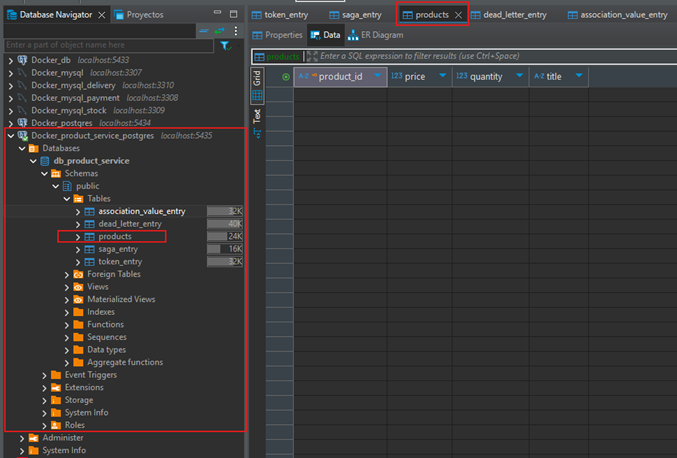 Database Navigator Proyectos
Enter a part of object name here
Docker_db localhost:5433
Docker_mysql localhost:3307
Docker_mysql_delivery localhost:3310
Docker_mysql_payment localhost:3308
Docker_mysql_stock localhost:3309
Docker_postgres localhost:5434
Docker_product_service_postgres localhost:5435
Databases
db_product_service
Schemas
public
Tables
association_value_entry 32K
dead_letter_entry 40K
products 24K
saga_entry 16K
token_entry 32K
Foreign Tables
Views
Materialized Views
Indexes
Functions
Sequences
Data types
Aggregate functions
Event Triggers
Extensions
Storage
System Info
Roles
Administer
System Info
token_entry saga_entry products dead_letter_entry association_value_entry
Properties Data ER Diagram
products Enter a SQL expression to filter results (use Ctrl+Space)
Grid
Text
A-Z product_id 123 price 123 quantity A-Z title